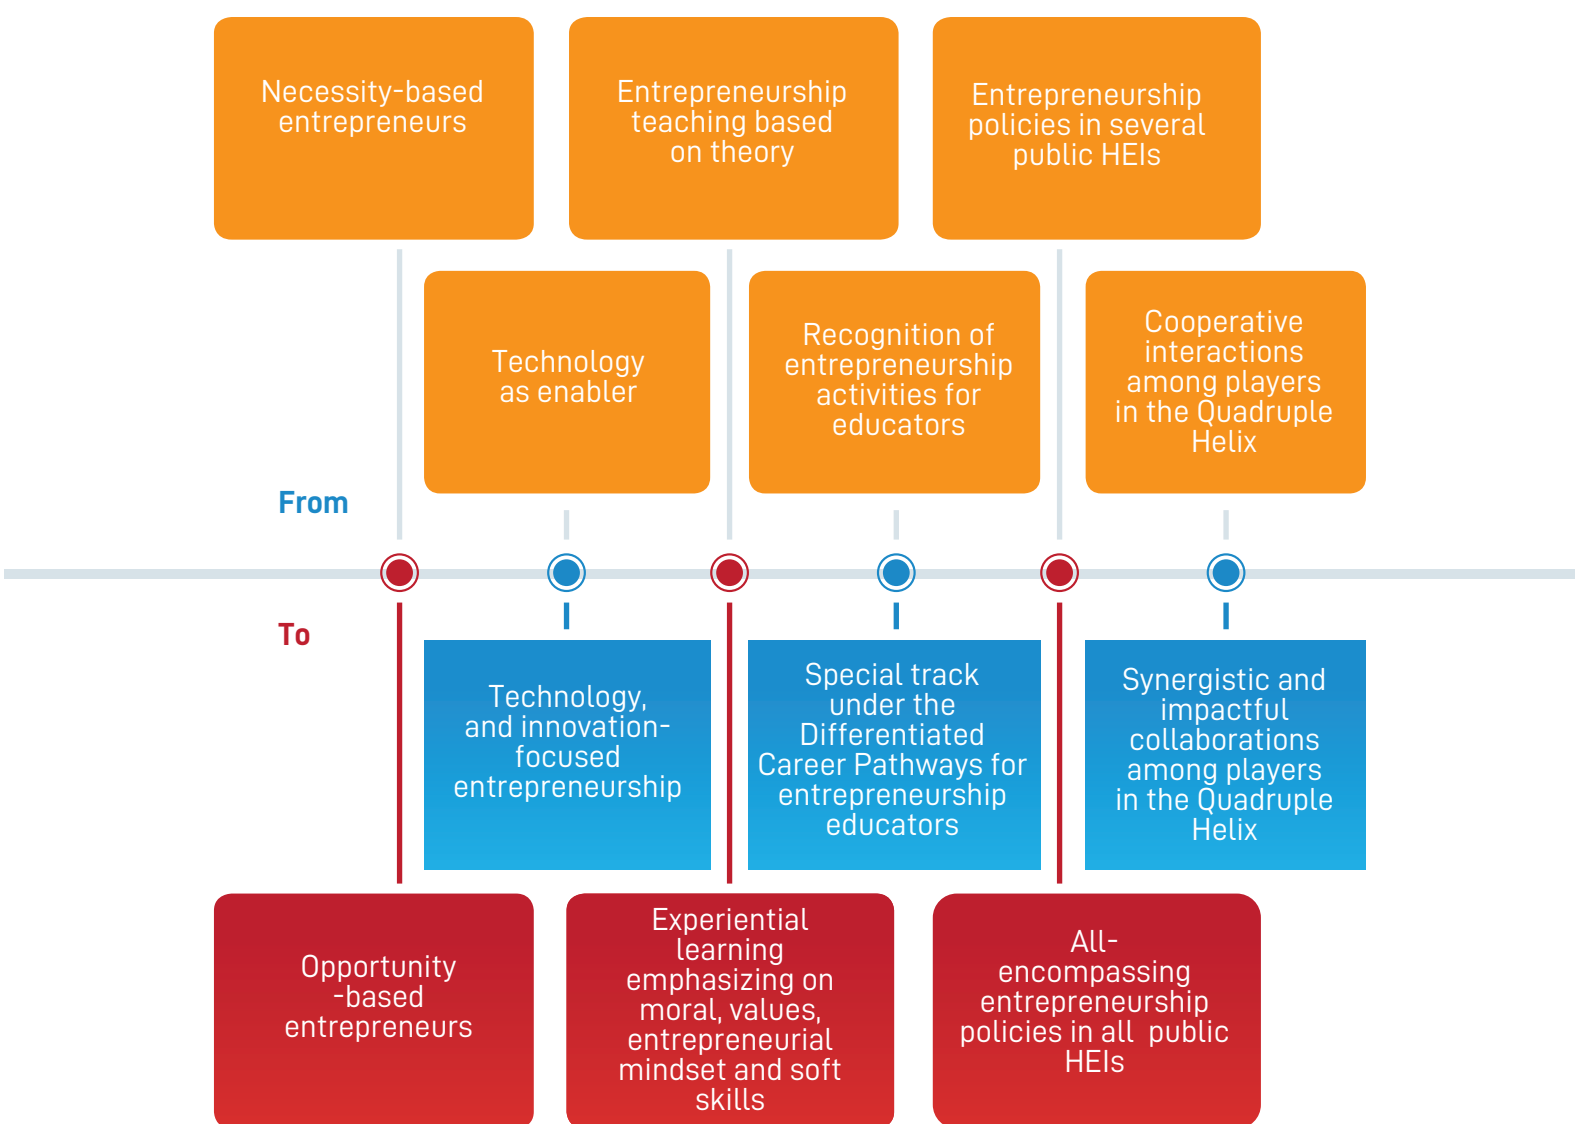 Necessity-based
entrepreneurs
Entrepreneurship
teaching based
on theory
Entrepreneurship
policies in several
public HEIs
Technology
as enabler
Recognition of
entrepreneurship
activities for
educators
Cooperative
interactions
among players
in the Quadruple
Helix
From
To
Technology,
and innovation-
focused
entrepreneurship
Special track
under the
Differentiated
Career Pathways for
entrepreneurship
educators
Synergistic and
impactful
collaborations
among players
in the Quadruple
Helix
Opportunity
-based
entrepreneurs
Experiential
learning
emphasizing on
moral, values,
entrepreneurial
mindset and soft
skills
All-
encompassing
entrepreneurship
policies in all public
HEIs